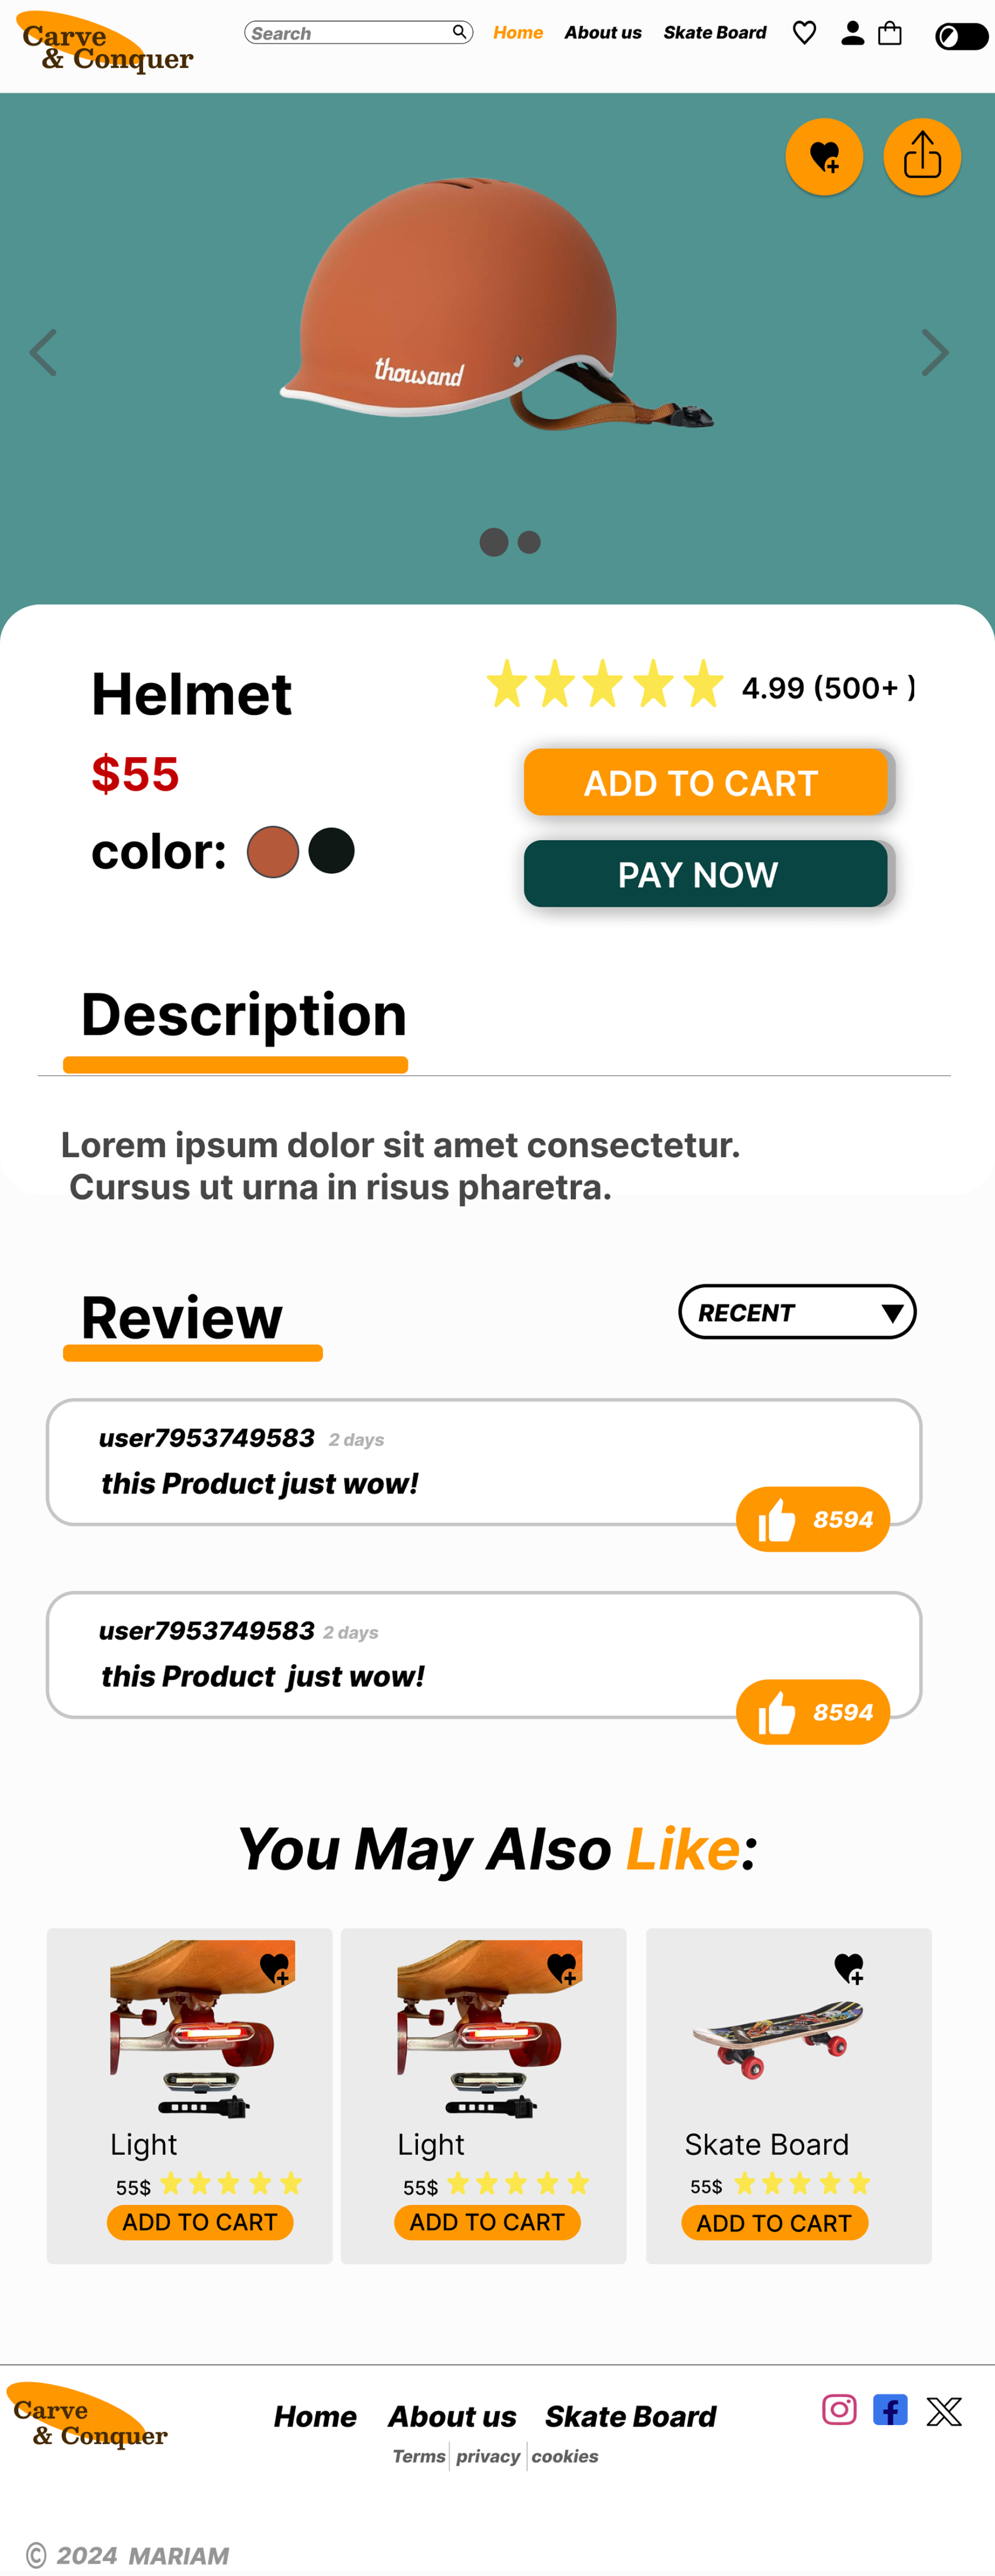 Carve
& Conquer
Search
Home About us Skate Board
thousand
Helmet
4.99 (500+ )
$55
ADD TO CART
color:
PAY NOW
Description
Lorem ipsum dolor sit amet consectetur.
Cursus ut urna in risus pharetra.
Review
RECENT
user7953749583 2 days
this Product just wow!
8594
user7953749583 2 days
this Product just wow!
8594
You May Also Like:
Light
55$
ADD TO CART
Light
55$
ADD TO CART
Skate Board
55$
ADD TO CART
Carve
& Conquer
Home About us Skate Board
Terms privacy cookies
© 2024 MARIAM